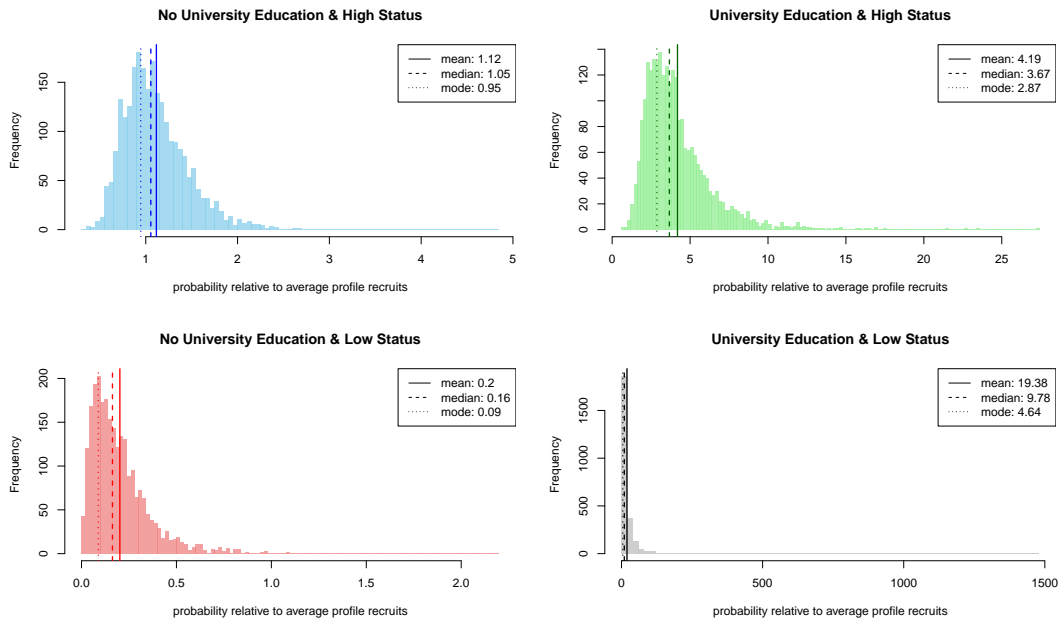 No University Education & High Status
mean: 1.12
median: 1.05
mode: 0.95
Frequency
150
100
50
0
1 2 3 4 5
probability relative to average profile recruits
University Education & High Status
mean: 4.19
median: 3.67
mode: 2.87
Frequency
120
80
60
40
20
0
0 5 10 15 20 25
probability relative to average profile recruits
No University Education & Low Status
mean: 0.2
median: 0.16
mode: 0.09
Frequency
200
150
100
50
0
0.0 0.5 1.0 1.5 2.0
probability relative to average profile recruits
University Education & Low Status
mean: 19.38
median: 9.78
mode: 4.64
Frequency
1500
1000
500
0
0 500 1000 1500
probability relative to average profile recruits